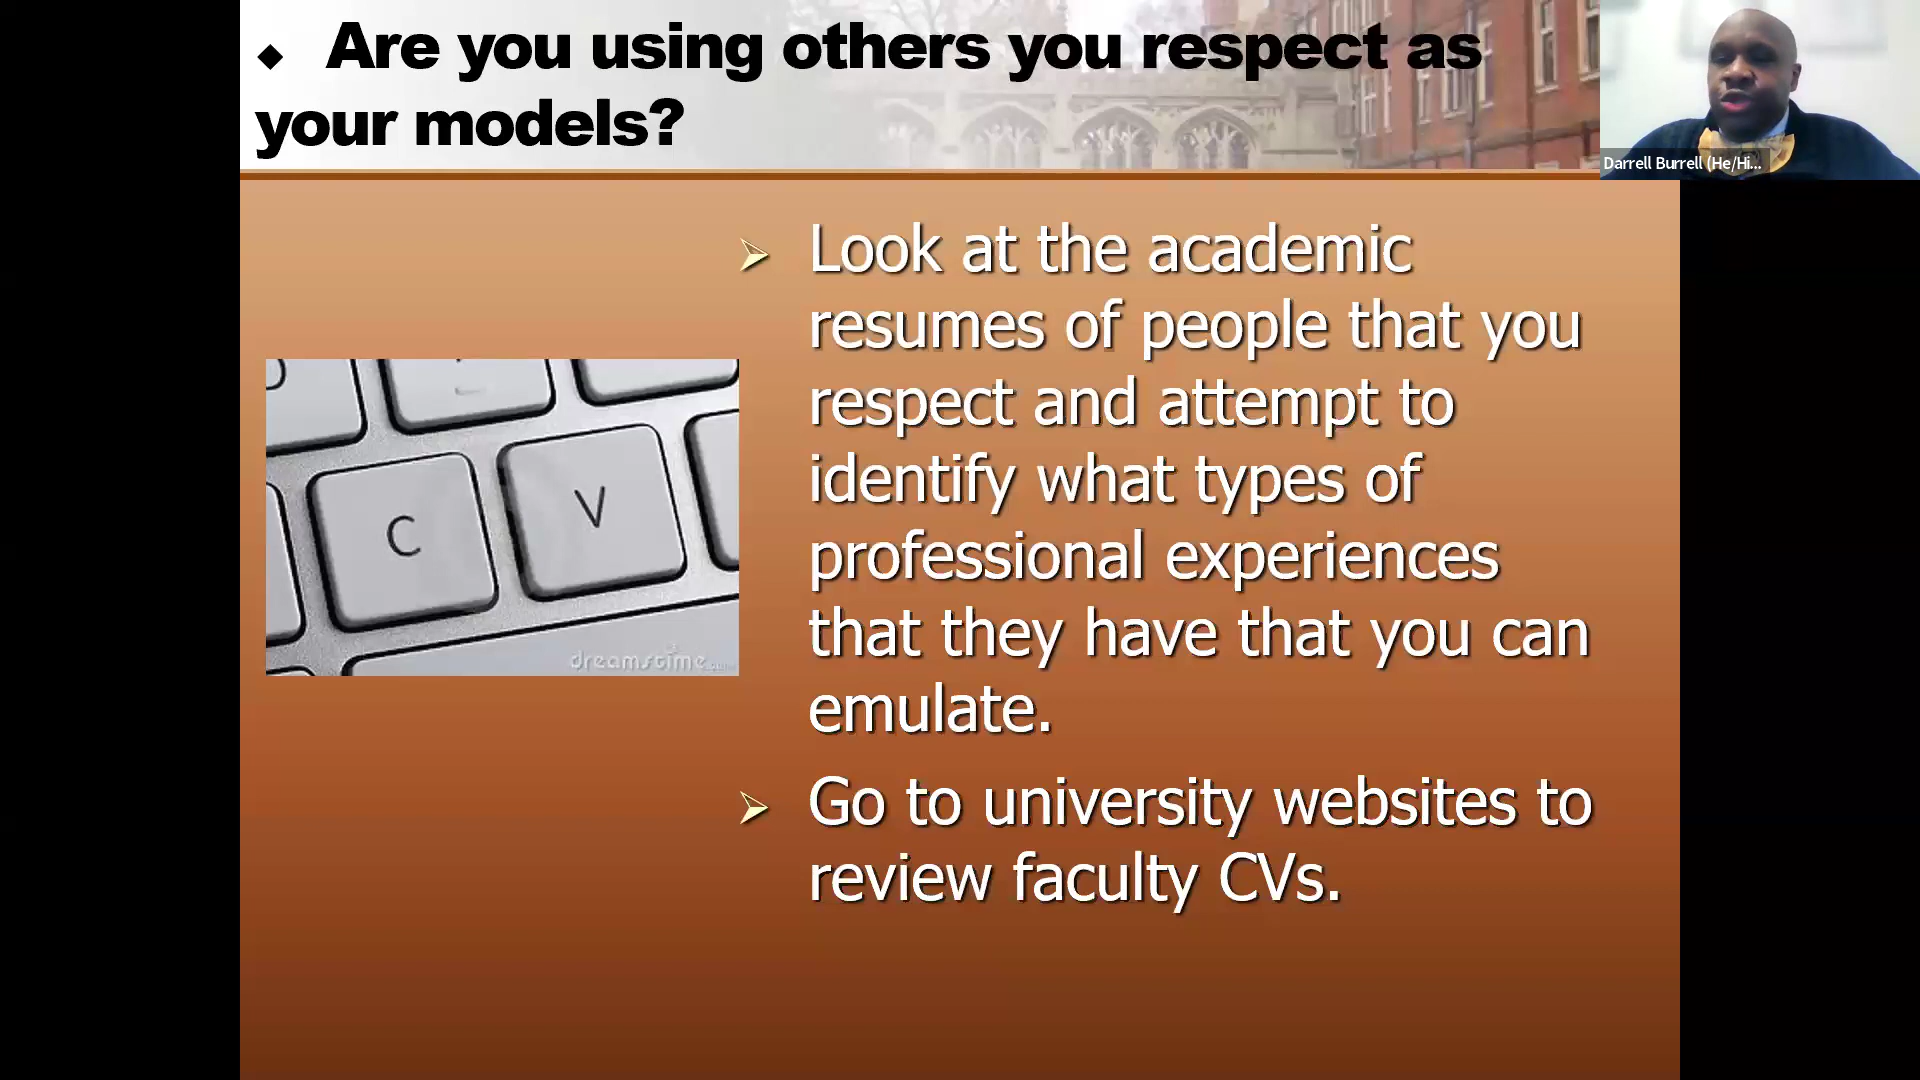 Are you using others you respect as
your models?
Darrell Burrell (He/Hi...
Look at the academic
resumes of people that you
respect and attempt to
identify what types of
professional experiences
that they have that you can
emulate.
C
V
dreamstime
Go to university websites to
review faculty CVs.